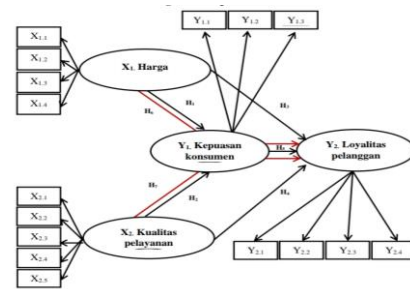 Y1.1
Y1.2
Y1.3
X1.1
X1.2
X1.3
X1.4
X1. Harga
H1
H3
H6
Y1. Kepuasan
konsumen
H5
Y2. Loyalitas
pelanggan
H7
H2
H4
X2.1
X2.2
X2.3
X2.4
X2.5
X2. Kualitas
pelayanan
Y2.1
Y2.2
Y2.3
Y2.4